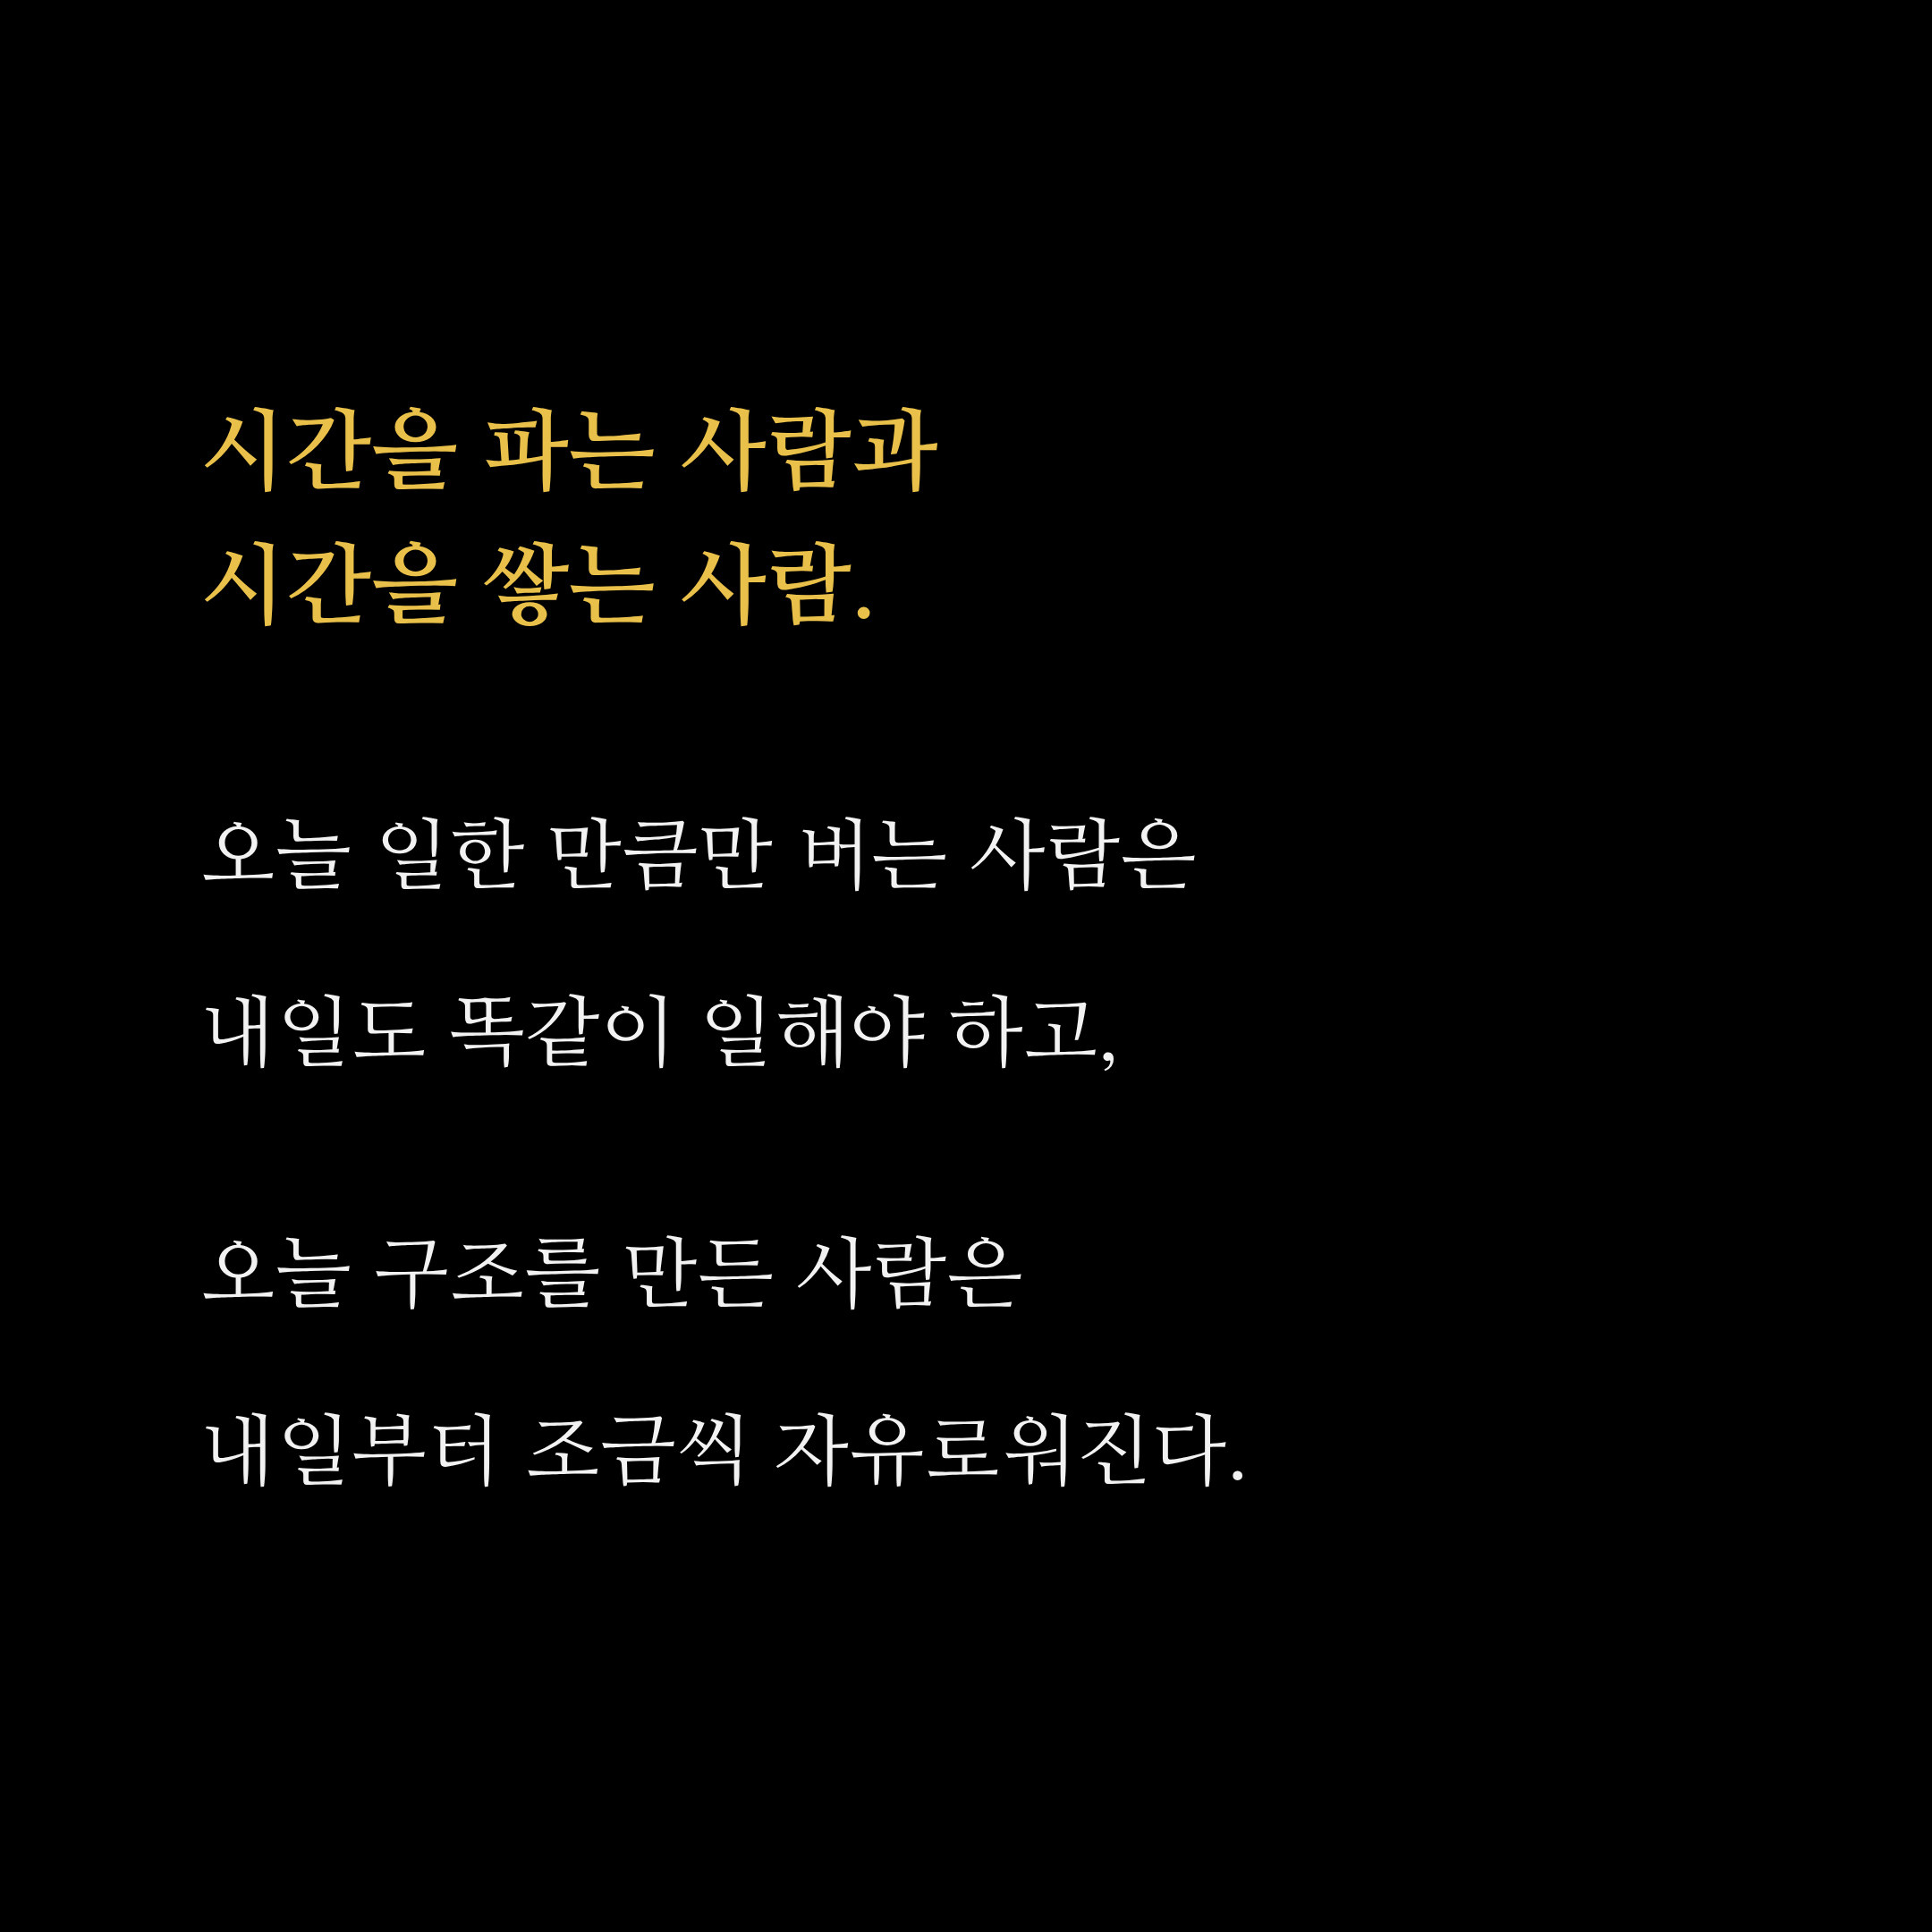 시간을 파는 사람과
시간을 쌓는 사람.
오늘 일한 만큼만 버는 사람은
내일도 똑같이 일해야 하고,
오늘 구조를 만든 사람은
내일부터 조금씩 자유로워진다.